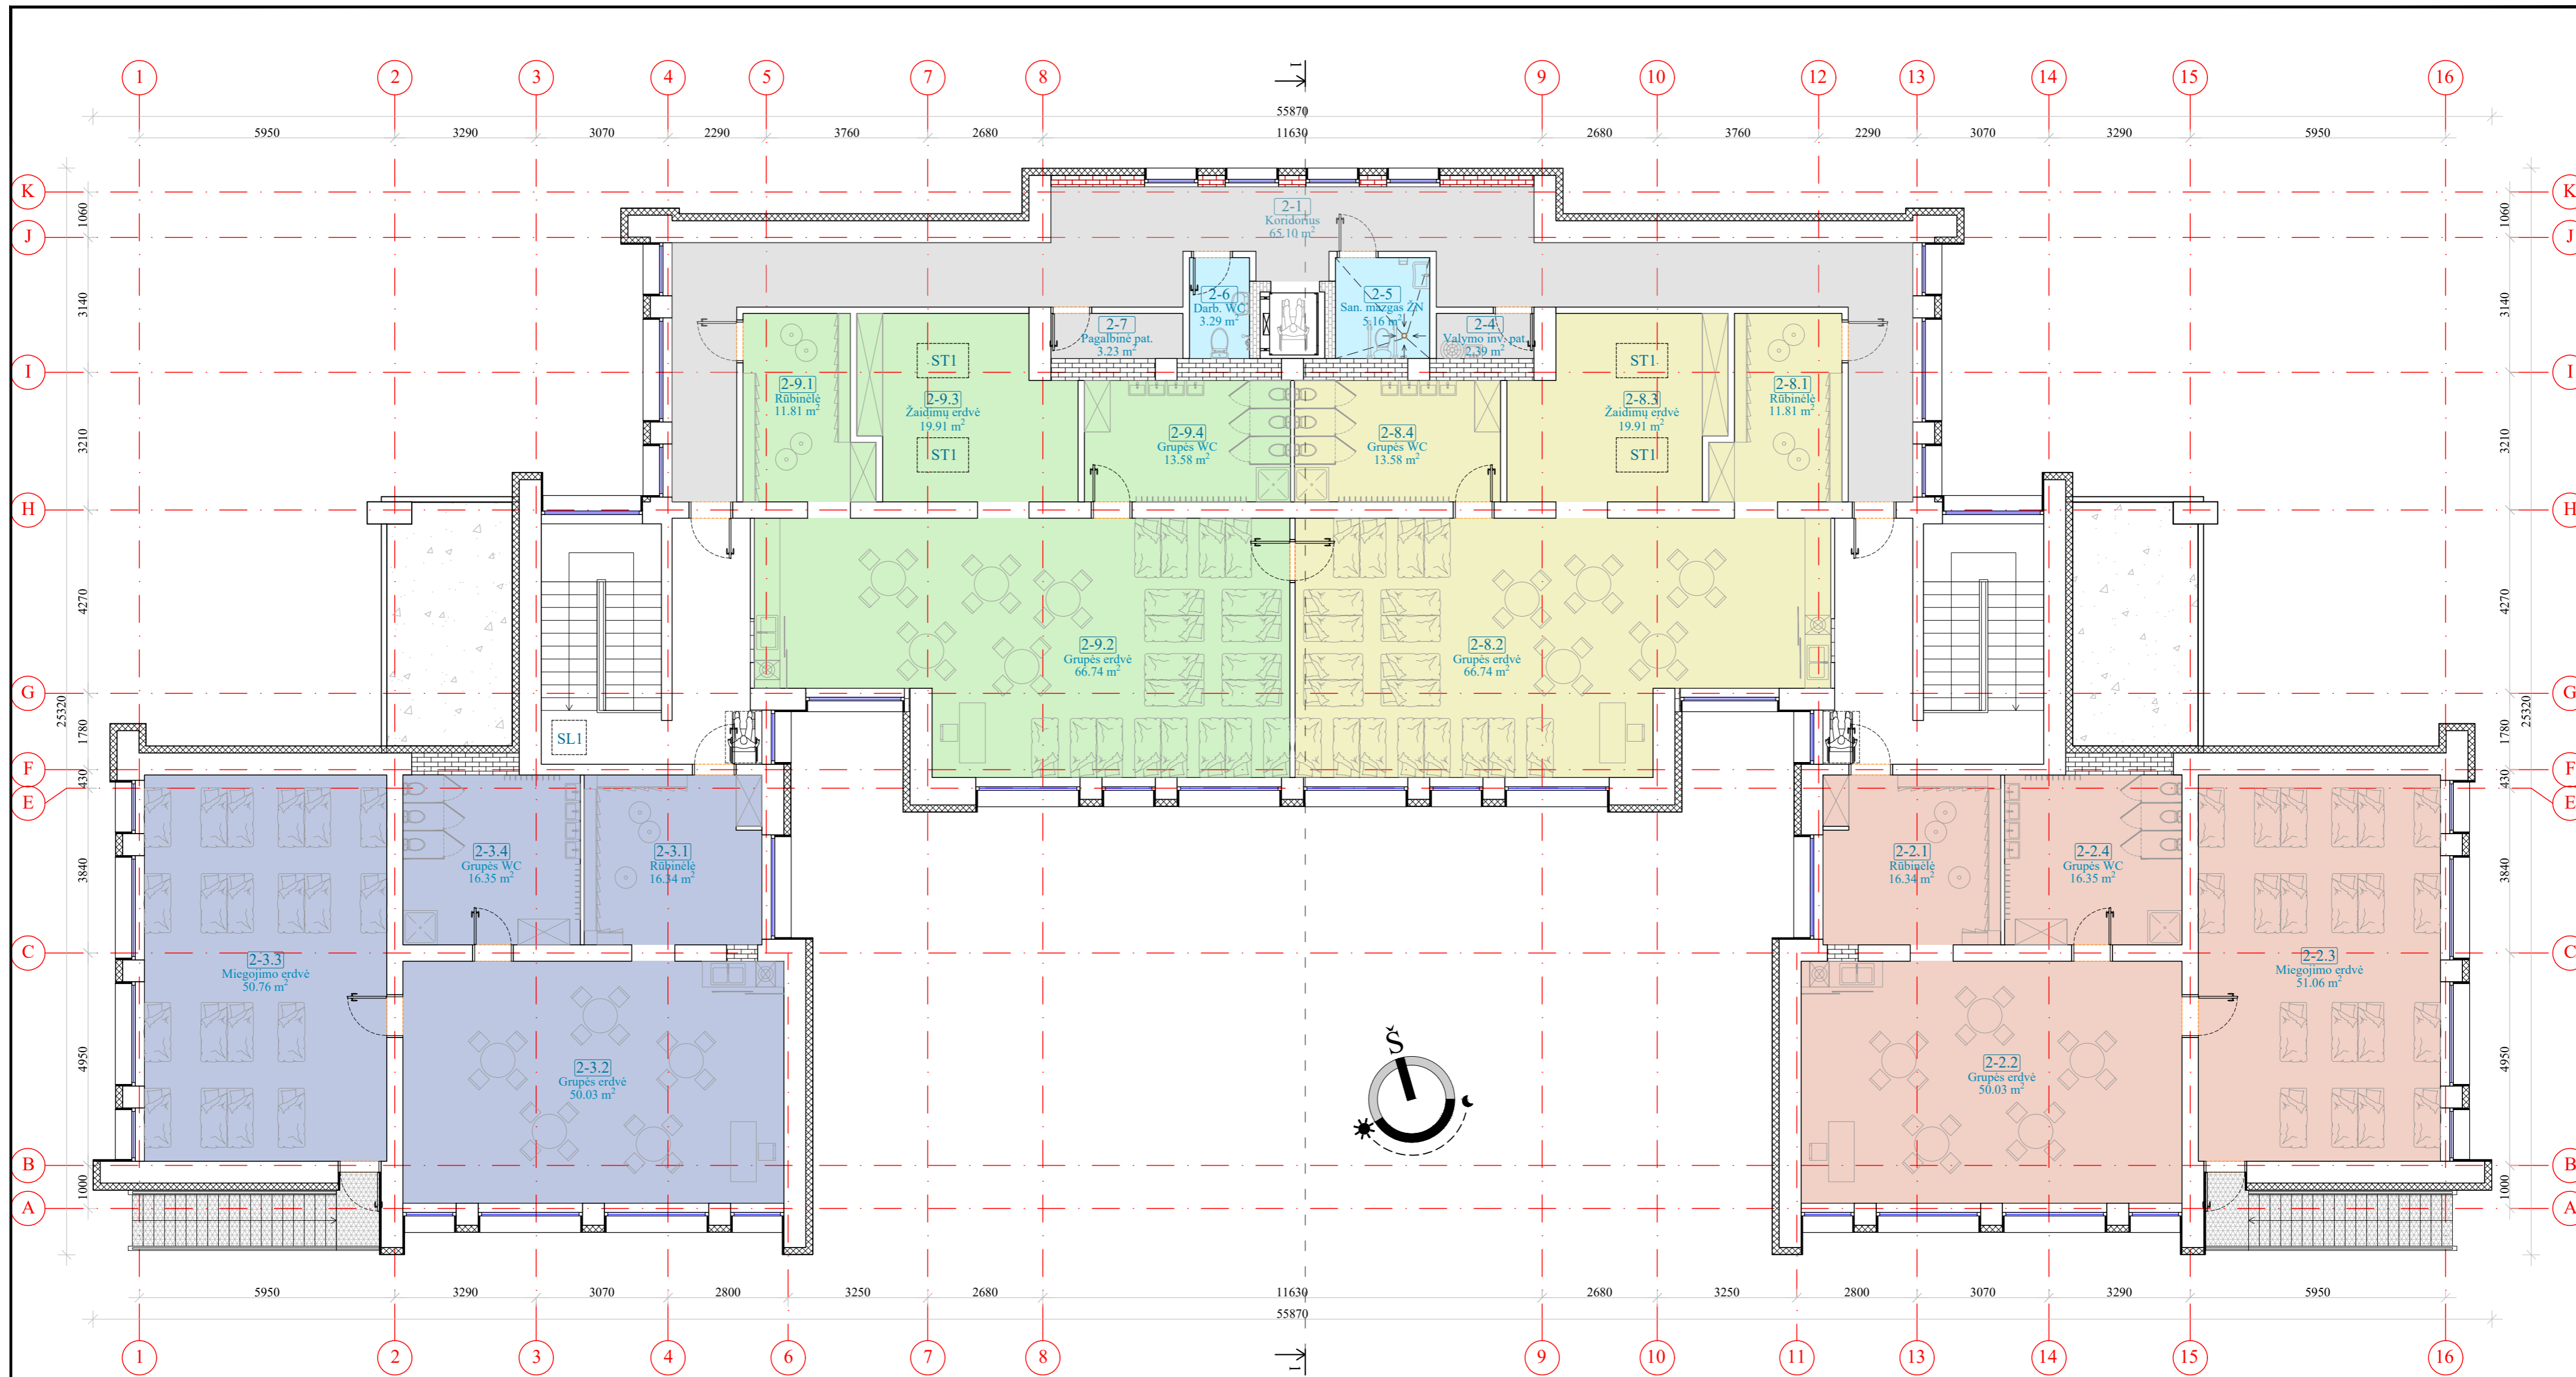 1
2
3
4
5
7
8
1
9
10
12
13
14
15
16
55870
5950
3290
3070
2290
3760
2680
11630
2680
3760
2290
3070
3290
5950
K
K
1060
1060
2-1
Koridorius
65.10 m²
J
J
3140
3140
2-6
Darb. WC
3.29 m²
2-5
San. mazgas ŽN
5.16 m²
2-7
Pagalbinė pat.
3.23 m²
2-4
Valymo inv. pat.
2.39 m²
ST1
ST1
I
I
2-9.1
Rūbinėlė
11.81 m²
2-9.3
Žaidimų erdvė
19.91 m²
2-8.3
Žaidimų erdvė
19.91 m²
2-8.1
Rūbinėlė
11.81 m²
3210
3210
2-9.4
Grupės WC
13.58 m²
2-8.4
Grupės WC
13.58 m²
ST1
ST1
H
H
4270
4270
2-9.2
Grupės erdvė
66.74 m²
2-8.2
Grupės erdvė
66.74 m²
G
G
25320
25320
1780
1780
SL1
F
F
430
430
E
E
3840
3840
2-3.4
Grupės WC
16.35 m²
2-3.1
Rūbinėlė
16.34 m²
2-2.1
Rūbinėlė
16.34 m²
2-2.4
Grupės WC
16.35 m²
C
C
2-3.3
Miegojimo erdvė
50.76 m²
2-2.3
Miegojimo erdvė
51.06 m²
4950
4950
Š
2-3.2
Grupės erdvė
50.03 m²
2-2.2
Grupės erdvė
50.03 m²
B
B
1000
1000
A
A
5950
3290
3070
2800
3250
2680
11630
2680
3250
2800
3070
3290
5950
55870
1
2
3
4
6
7
8
1
9
10
11
13
14
15
16